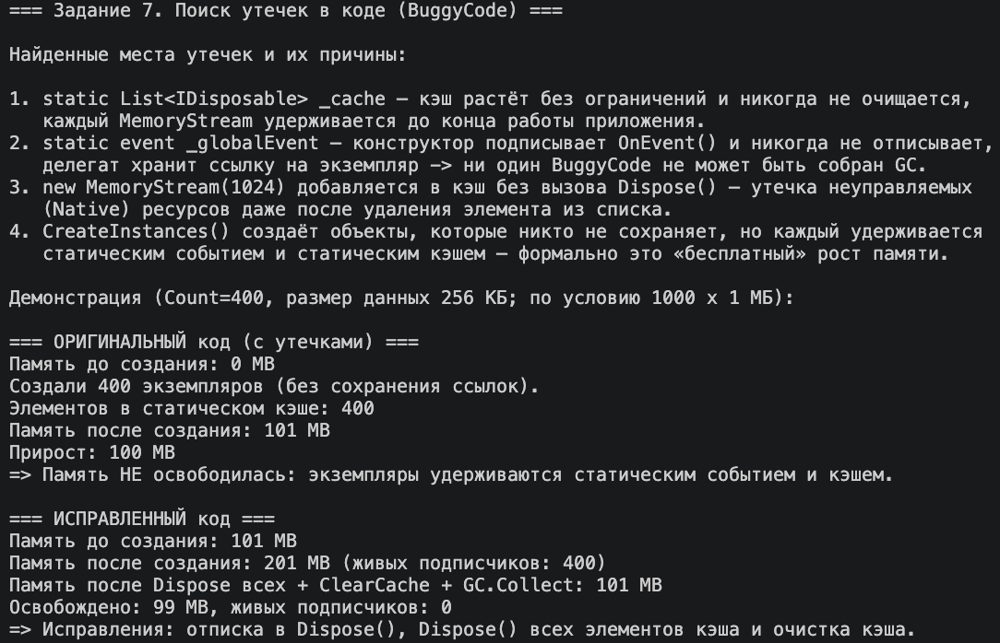 === Задание 7. Поиск утечек в коде (BuggyCode) ===
Найденные места утечек и их причины:
1. static List<IDisposable> _cache — кэш растёт без ограничений и никогда не очищается,
каждый MemoryStream удерживается до конца работы приложения.
2. static event _globalEvent — конструктор подписывает OnEvent() и никогда не отписывает,
делегат хранит ссылку на экземпляр —> ни один BuggyCode не может быть собран GC.
3. new MemoryStream(1024) добавляется в кэш без вызова Dispose() — утечка неуправляемых
(Native) ресурсов даже после удаления элемента из списка.
4. CreateInstances() создаёт объекты, которые никто не сохраняет, но каждый удерживается
статическим событием и статическим кэшем — формально это «бесплатный» рост памяти.
Демонстрация (Count=400, размер данных 256 КБ; по условию 1000 x 1 МБ):
=== ОРИГИНАЛЬНЫЙ код (с утечками) ===
Память до создания: 0 MB
Создали 400 экземпляров (без сохранения ссылок).
Элементов в статическом кэше: 400
Память после создания: 101 MB
Прирост: 100 MB
=> Память НЕ освободилась: экземпляры удерживаются статическим событием и кэшем.
=== ИСПРАВЛЕННЫЙ код ===
Память до создания: 101 MB
Память после создания: 201 MB (живых подписчиков: 400)
Память после Dispose всех + ClearCache + GC.Collect: 101 MB
Освобождено: 99 MB, живых подписчиков: 0
=> Исправления: отписка в Dispose(), Dispose() всех элементов кэша и очистка кэша.